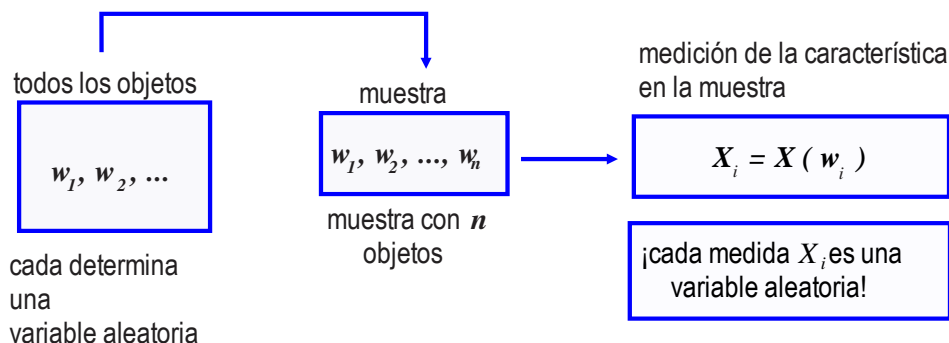 todos los objetos
w1, w2, ...
cada determina
una
variable aleatoria
muestra
w1, w2, ..., wn
muestra con n
objetos
medición de la característica
en la muestra
Xi = X ( wi )
¡cada medida Xi es una
variable aleatoria!